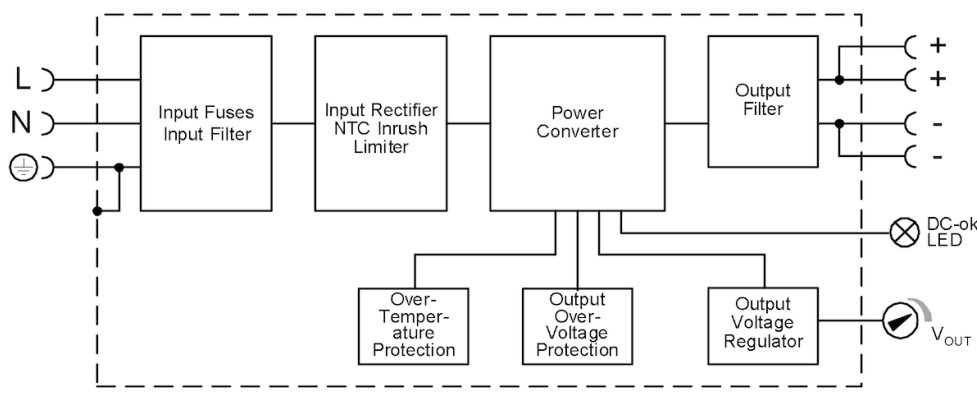 L
N
Input Fuses
Input Filter
Input Rectifier
NTC Inrush
Limiter
Power
Converter
Output
Filter
+
+
-
-
DC-ok
LED
Over-
Temper-
ature
Protection
Output
Over-
Voltage
Protection
Output
Voltage
Regulator
VOUT